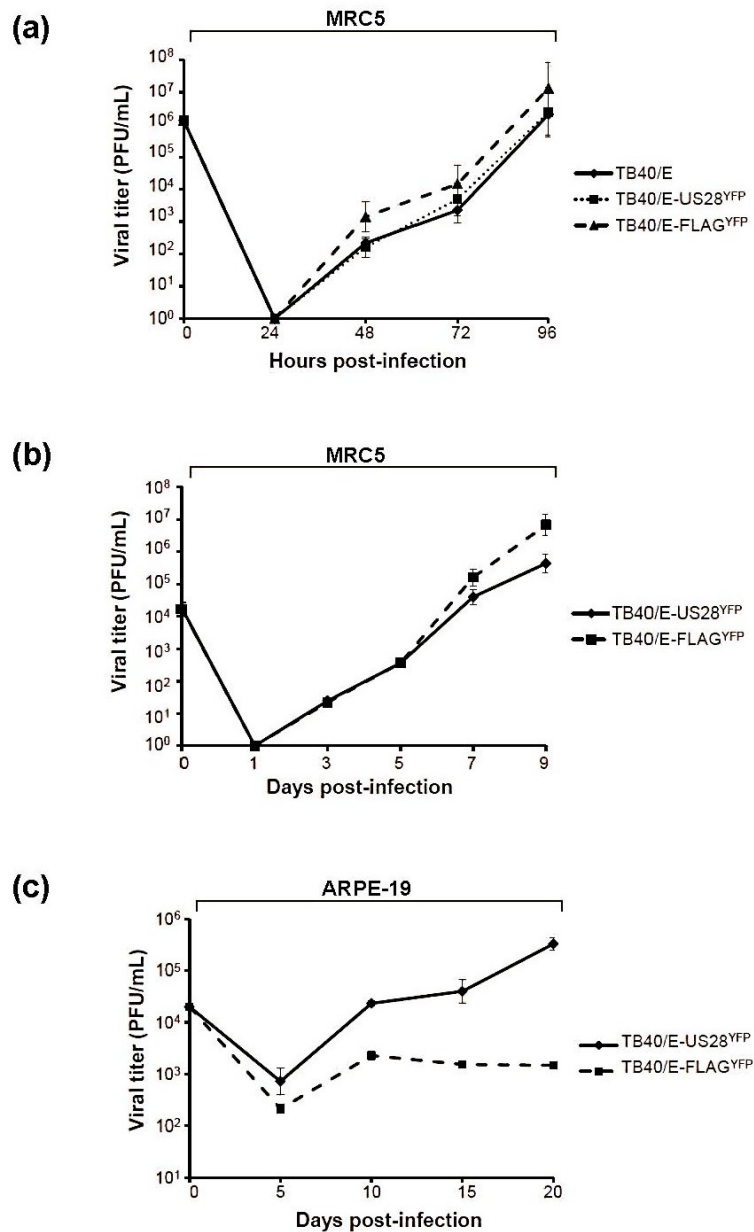 (a)
MRC5
Viral titer (PFU/mL)
10⁸
10⁷
10⁶
10⁵
10⁴
10³
10²
10¹
10⁰
0 24 48 72 96
Hours post-infection
TB40/E
TB40/E-US28ʸᶠᴾ
TB40/E-FLAGʸᶠᴾ
(b)
MRC5
Viral titer (PFU/mL)
10⁸
10⁷
10⁶
10⁵
10⁴
10³
10²
10¹
10⁰
0 1 3 5 7 9
Days post-infection
TB40/E-US28ʸᶠᴾ
TB40/E-FLAGʸᶠᴾ
(c)
ARPE-19
Viral titer (PFU/mL)
10⁶
10⁵
10⁴
10³
10²
10¹
0 5 10 15 20
Days post-infection
TB40/E-US28ʸᶠᴾ
TB40/E-FLAGʸᶠᴾ